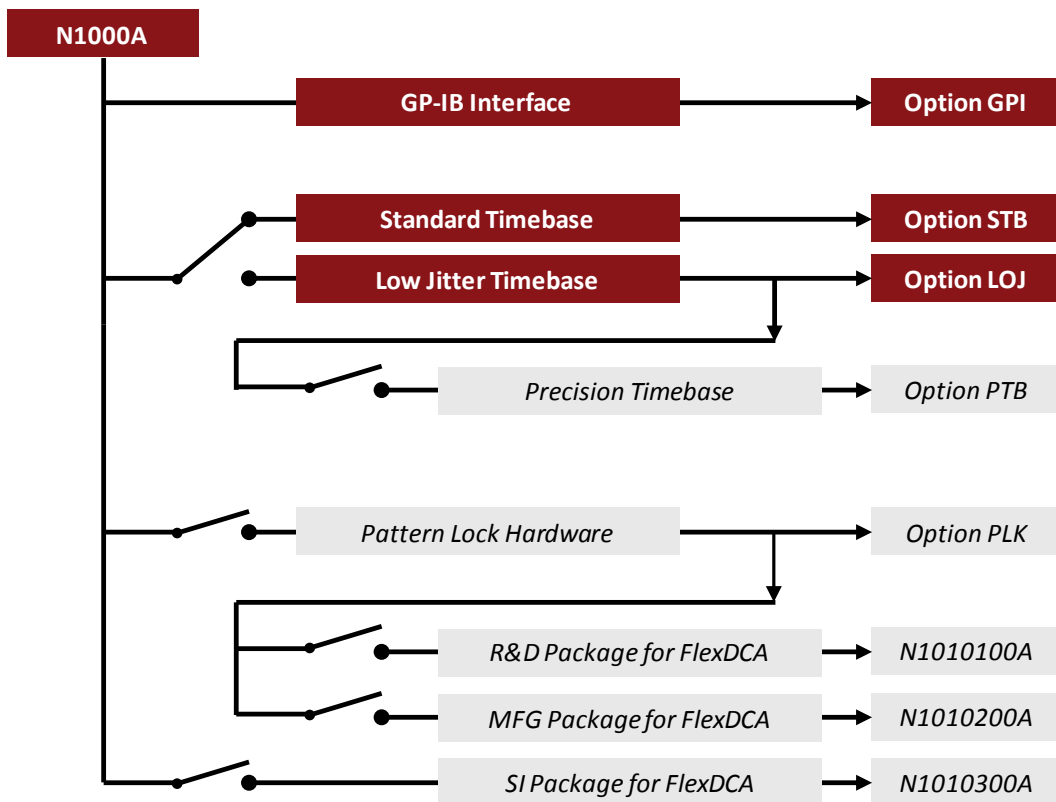 N1000A
GP-IB Interface
Option GPI
Standard Timebase
Option STB
Low Jitter Timebase
Option LOJ
Precision Timebase
Option PTB
Pattern Lock Hardware
Option PLK
R&D Package for FlexDCA
N1010100A
MFG Package for FlexDCA
N1010200A
SI Package for FlexDCA
N1010300A